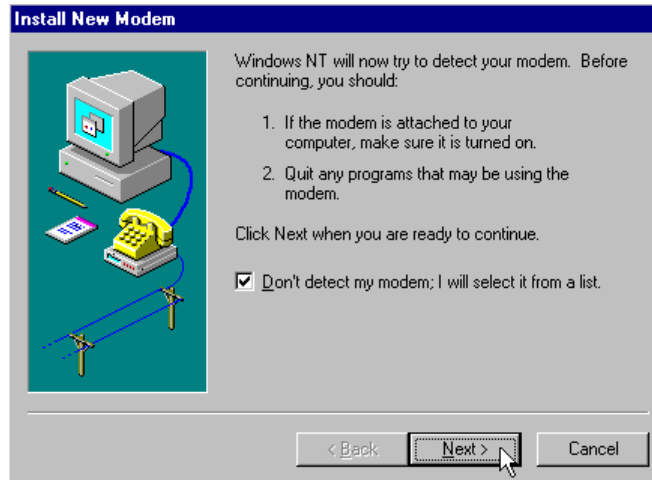 Install New Modem
Windows NT will now try to detect your modem. Before
continuing, you should:
1. If the modem is attached to your
computer, make sure it is turned on.
2. Quit any programs that may be using the
modem.
Click Next when you are ready to continue.
Don't detect my modem; I will select it from a list.
< Back
Next >
Cancel